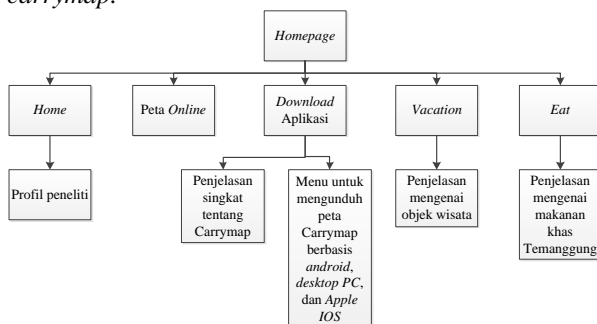 carrymap.
Homepage
Home
Peta Online
Download
Aplikasi
Vacation
Eat
Profil peneliti
Penjelasan
singkat
tentang
Carrymap
Menu untuk
mengunduh
peta
Carrymap
berbasis
android,
desktop PC,
dan Apple
IOS
Penjelasan
mengenai
objek wisata
Penjelasan
mengenai
makanan
khas
Temanggung